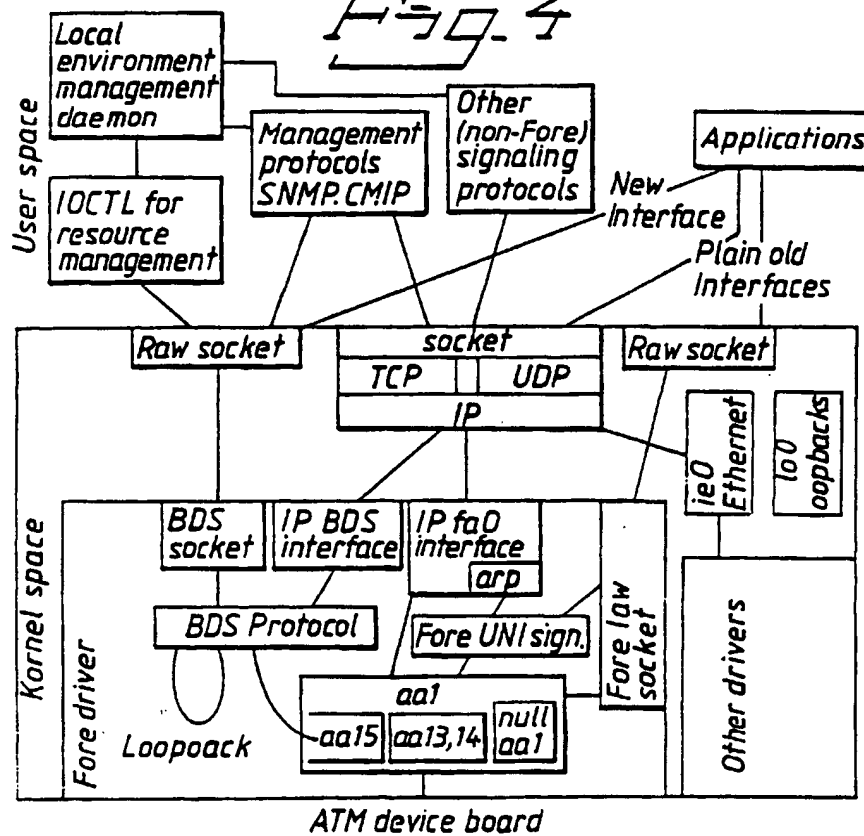 Fig. 4
User space
Local
environment
management
daemon
Management
protocols
SNMP. CMIP
Other
(non-Fore)
signaling
protocols
Applications
IOCTL for
resource
management
New
Interface
Plain old
Interfaces
Raw socket
socket
TCP
UDP
IP
Raw socket
ie0
Ethernet
lo0
oopbacks
Kornel space
Fore driver
BDS
socket
IP BDS
interface
IP fa0
interface
arp
BDS Protocol
Fore UNI sign.
Fore law
socket
Other drivers
Loopoack
aa1
aa15
aa13,14
null
aa1
ATM device board